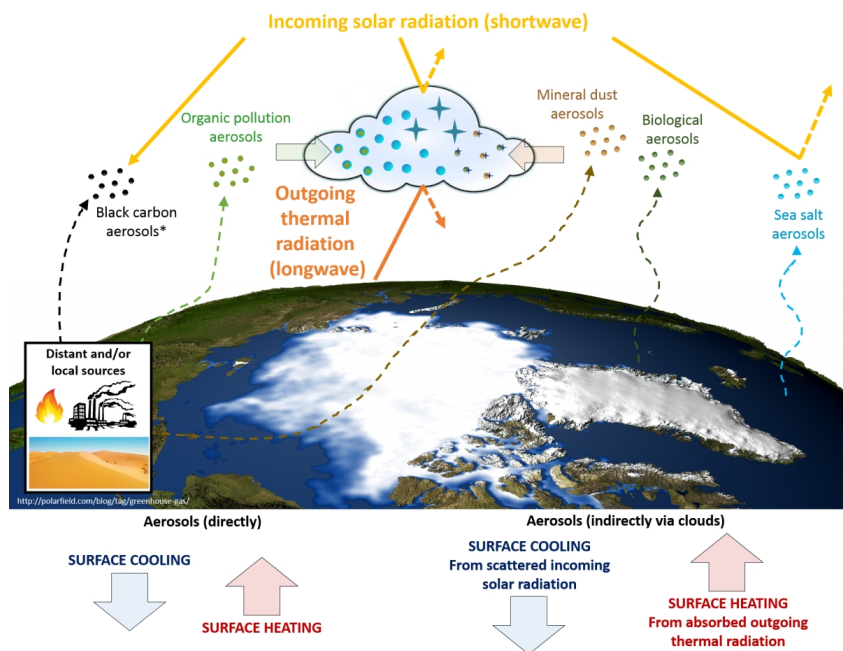 Incoming solar radiation (shortwave)
Organic pollution
aerosols
Mineral dust
aerosols
Biological
aerosols
Black carbon
aerosols*
Outgoing
thermal
radiation
(longwave)
Sea salt
aerosols
Distant and/or
local sources
http://polarfield.com/blog/tag/greenhouse-gas/
Aerosols (directly)
SURFACE COOLING
SURFACE HEATING
Aerosols (indirectly via clouds)
SURFACE COOLING
From scattered incoming
solar radiation
SURFACE HEATING
From absorbed outgoing
thermal radiation